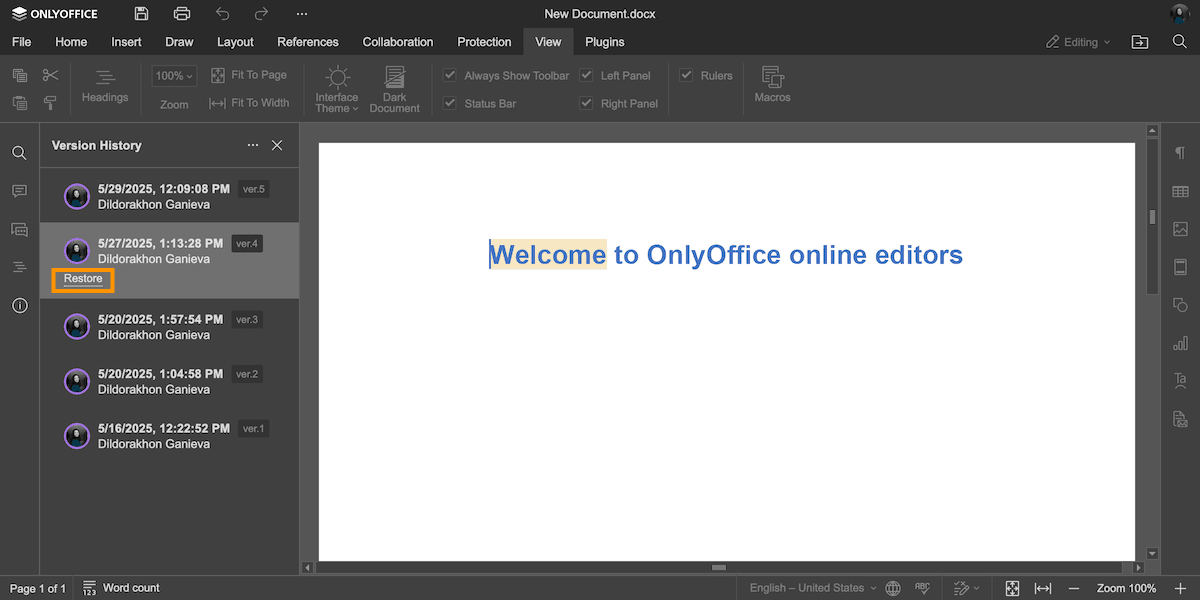 ONLYOFFICE
New Document.docx
File Home Insert Draw Layout References Collaboration Protection View Plugins
Editing
Headings
100%
Zoom
Fit To Page
Fit To Width
Interface
Theme
Dark
Document
Always Show Toolbar
Status Bar
Left Panel
Right Panel
Rulers
Macros
Version History
5/29/2025, 12:09:08 PM ver.5
Dildorakhon Ganieva
5/27/2025, 1:13:28 PM ver.4
Dildorakhon Ganieva
Restore
5/20/2025, 1:57:54 PM ver.3
Dildorakhon Ganieva
5/20/2025, 1:04:58 PM ver.2
Dildorakhon Ganieva
5/16/2025, 12:22:52 PM ver.1
Dildorakhon Ganieva
Welcome to OnlyOffice online editors
Ta
Page 1 of 1
123
Word count
English – United States
ABC
Zoom 100%